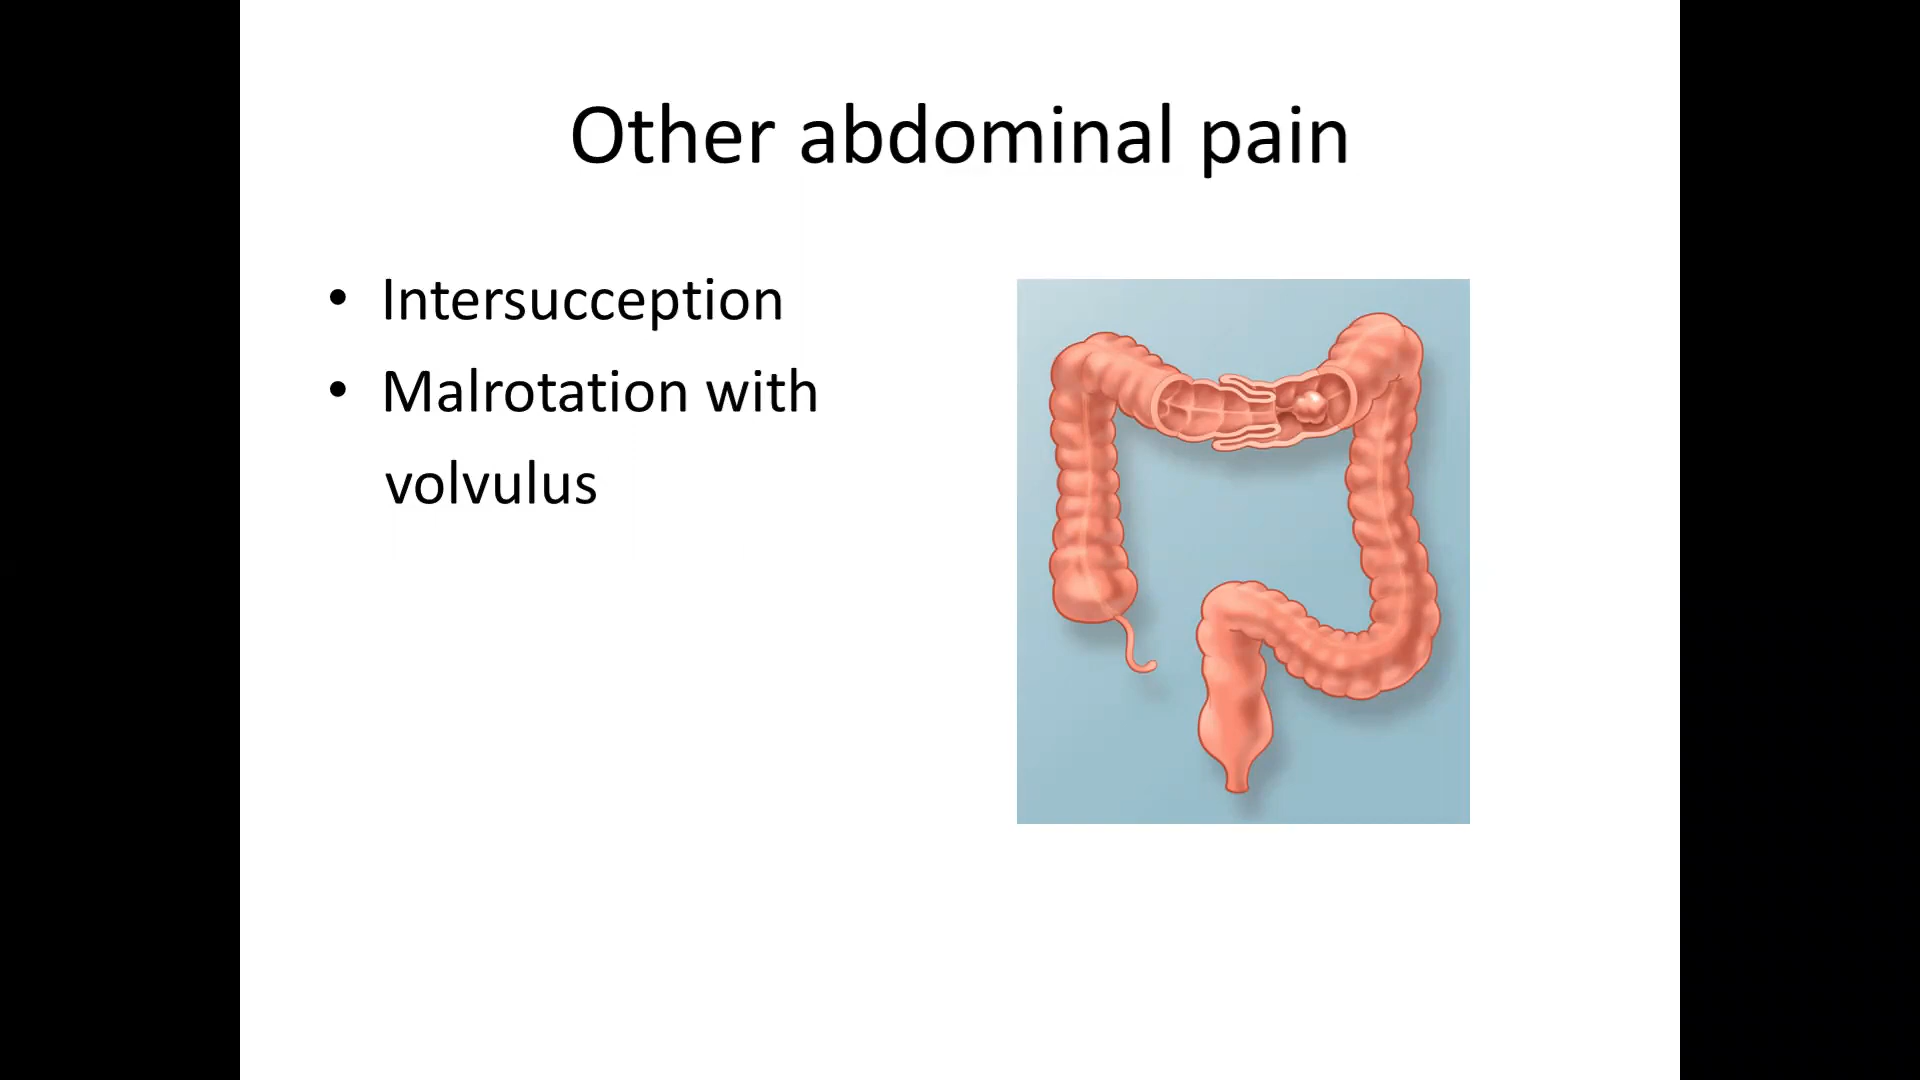 Other abdominal pain
• Intersucception
• Malrotation with
volvulus